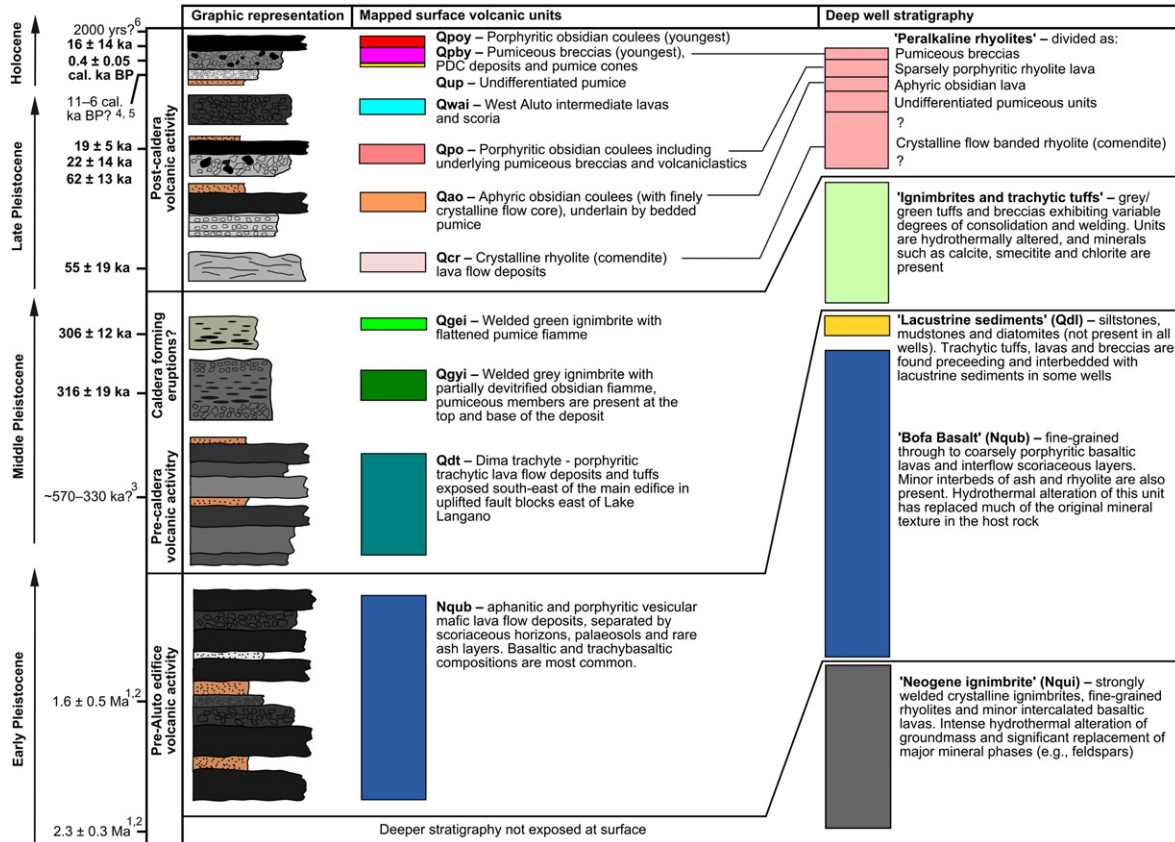 Graphic representation
Mapped surface volcanic units
Deep well stratigraphy
Holocene
Late Pleistocene
Middle Pleistocene
Early Pleistocene
2000 yrs?6
16 ± 14 ka
0.4 ± 0.05
cal. ka BP
11–6 cal.
ka BP?4, 5
19 ± 5 ka
22 ± 14 ka
62 ± 13 ka
55 ± 19 ka
306 ± 12 ka
316 ± 19 ka
~570–330 ka?3
1.6 ± 0.5 Ma1,2
2.3 ± 0.3 Ma1,2
Post-caldera
volcanic activity
Caldera forming
eruptions?
Pre-caldera
volcanic activitry
Pre-Aluto edifice
volcanic activity
Qpoy – Porphyritic obsidian coulees (youngest)
Qpby – Pumiceous breccias (youngest),
PDC deposits and pumice cones
Qup – Undifferentiated pumice
Qwai – West Aluto intermediate lavas
and scoria
Qpo – Porphyritic obsidian coulees including
underlying pumiceous breccias and volcaniclastics
Qao – Aphyric obsidian coulees (with finely
crystalline flow core), underlain by bedded
pumice
Qcr – Crystalline rhyolite (comendite)
lava flow deposits
Qgei – Welded green ignimbrite with
flattened pumice fiamme
Qgyi – Welded grey ignimbrite with
partially devitrified obsidian fiamme,
pumiceous members are present at
the top and base of the deposit
Qdt – Dima trachyte - porphyritic
trachytic lava flow deposits and tuffs
exposed south-east of the main edifice in
uplifted fault blocks east of Lake
Langano
Nqub – aphanitic and porphyritic vesicular
mafic lava flow deposits, separated by
scoriaceous horizons, palaeosols and rare
ash layers. Basaltic and trachybasaltic
compositions are most common.
Deeper stratigraphy not exposed at surface
'Peralkaline rhyolites' – divided as:
Pumiceous breccias
Sparsely porphyritic rhyolite lava
Aphyric obsidian lava
Undifferentiated pumiceous units
?
Crystalline flow banded rhyolite (comendite)
?
'Ignimbrites and trachytic tuffs' – grey/
green tuffs and breccias exhibiting variable
degrees of consolidation and welding. Units
are hydrothermally altered, and minerals
such as calcite, smecitite and chlorite are
present
'Lacustrine sediments' (Qdl) – siltstones,
mudstones and diatomites (not present in all
wells). Trachytic tuffs, lavas and breccias are
found preceeding and interbedded with
lacustrine sediments in some wells
'Bofa Basalt' (Nqub) – fine-grained
through to coarsely porphyritic basaltic
lavas and interflow scoriaceous layers.
Minor interbeds of ash and rhyolite are also
present. Hydrothermal alteration of this unit
has replaced much of the original mineral
texture in the host rock
'Neogene ignimbrite' (Nqui) – strongly
welded crystalline ignimbrites, fine-grained
rhyolites and minor intercalated basaltic
lavas. Intense hydrothermal alteration of
groundmass and significant replacement of
major mineral phases (e.g., feldspars)